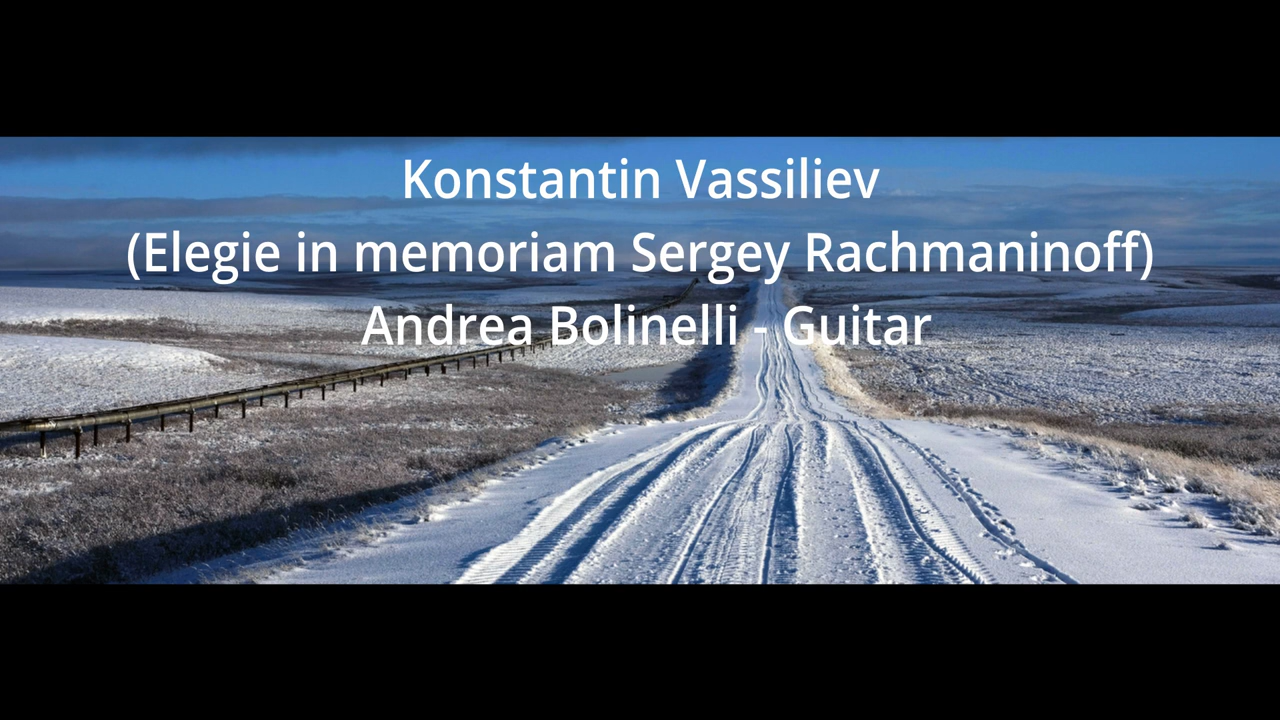 Konstantin Vassiliev
(Elegie in memoriam Sergey Rachmaninoff)
Andrea Bolinelli - Guitar